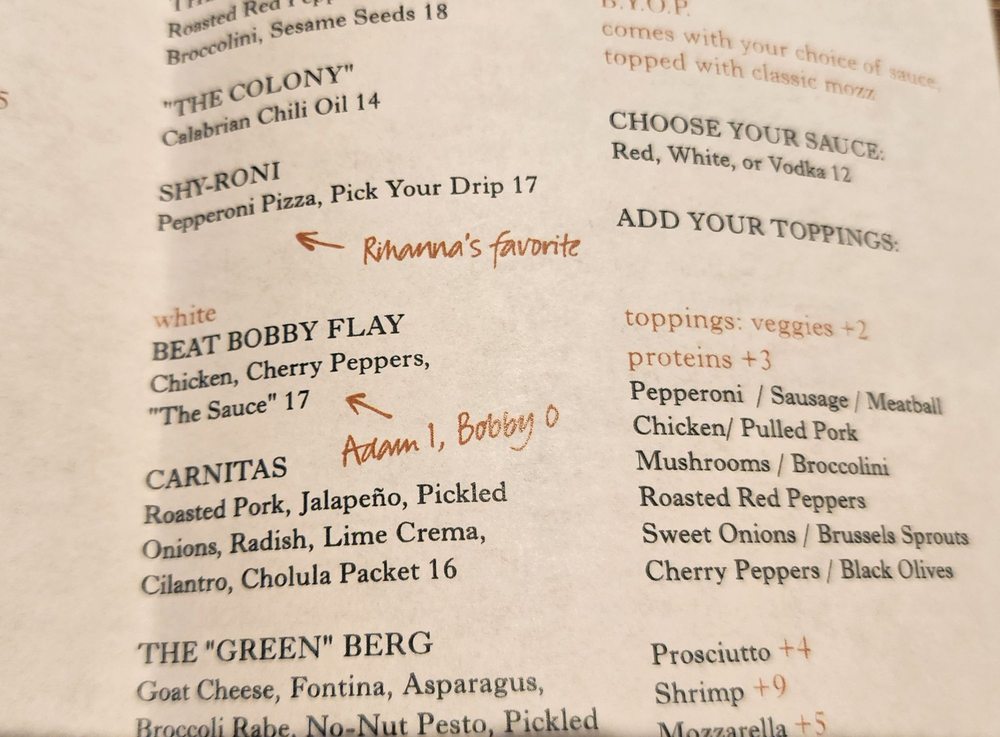 Roasted Red
Broccolini, Sesame Seeds 18
"THE COLONY"
Calabrian Chili Oil 14
SHY-RONI
Pepperoni Pizza, Pick Your Drip 17
Rihanna's favorite
white
BEAT BOBBY FLAY
Chicken, Cherry Peppers,
"The Sauce" 17
Adam 1, Bobby 0
CARNITAS
Roasted Pork, Jalapeño, Pickled
Onions, Radish, Lime Crema,
Cilantro, Cholula Packet 16
THE "GREEN" BERG
Goat Cheese, Fontina, Asparagus,
Broccoli Rabe, No-Nut Pesto, Pickled
B.Y.O.P.
comes with your choice of sauce,
topped with classic mozz
CHOOSE YOUR SAUCE:
Red, White, or Vodka 12
ADD YOUR TOPPINGS:
toppings: veggies +2
proteins +3
Pepperoni / Sausage / Meatball
Chicken/ Pulled Pork
Mushrooms / Broccolini
Roasted Red Peppers
Sweet Onions / Brussels Sprouts
Cherry Peppers / Black Olives
Prosciutto +4
Shrimp +9
Mozzarella +5